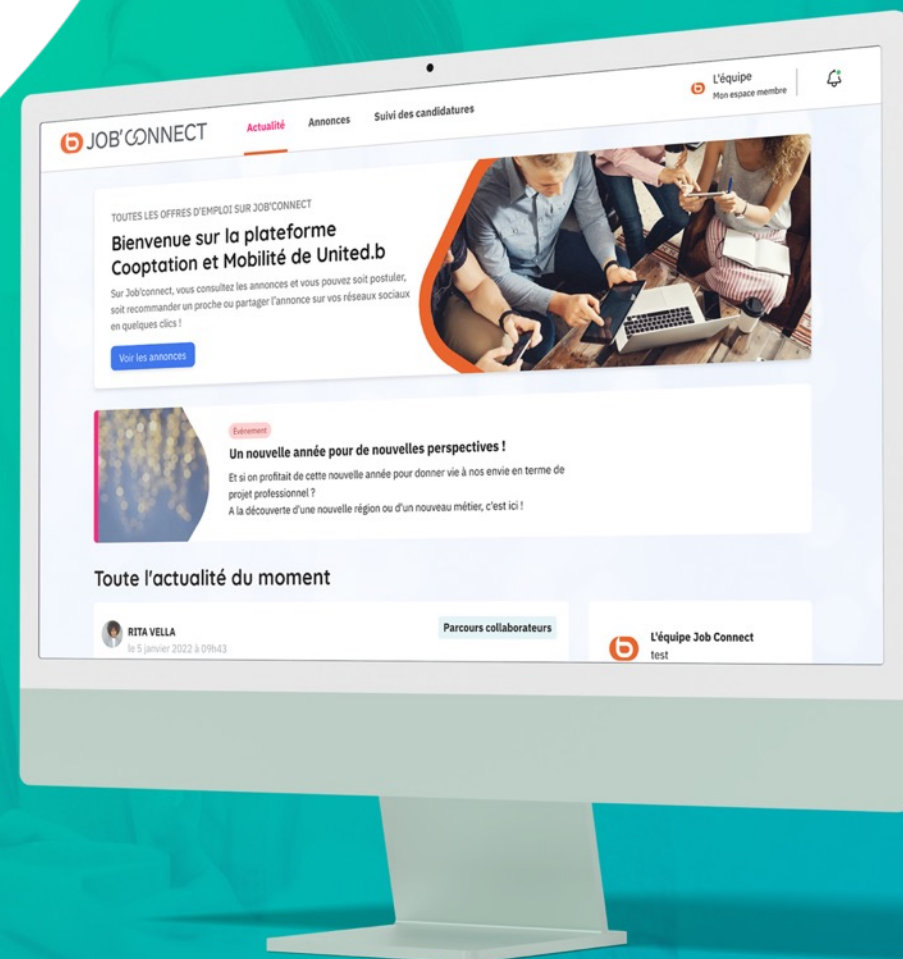 JOB'CONNECT
Actualité
Annonces
Suivi des candidatures
L'équipe
Mon espace membre
TOUTES LES OFFRES D'EMPLOI SUR JOB'CONNECT
Bienvenue sur la plateforme
Cooptation et Mobilité de United.b
Sur Job'connect, vous consultez les annonces et vous pouvez soit postuler,
soit recommander un proche ou partager l'annonce sur vos réseaux sociaux
en quelques clics !
Voir les annonces
Évènement
Un nouvelle année pour de nouvelles perspectives !
Et si on profitait de cette nouvelle année pour donner vie à nos envie en terme de
projet professionnel ?
A la découverte d'une nouvelle région ou d'un nouveau métier, c'est ici !
Toute l'actualité du moment
RITA VELLA
le 5 janvier 2022 à 09h43
Parcours collaborateurs
L'équipe Job Connect
test